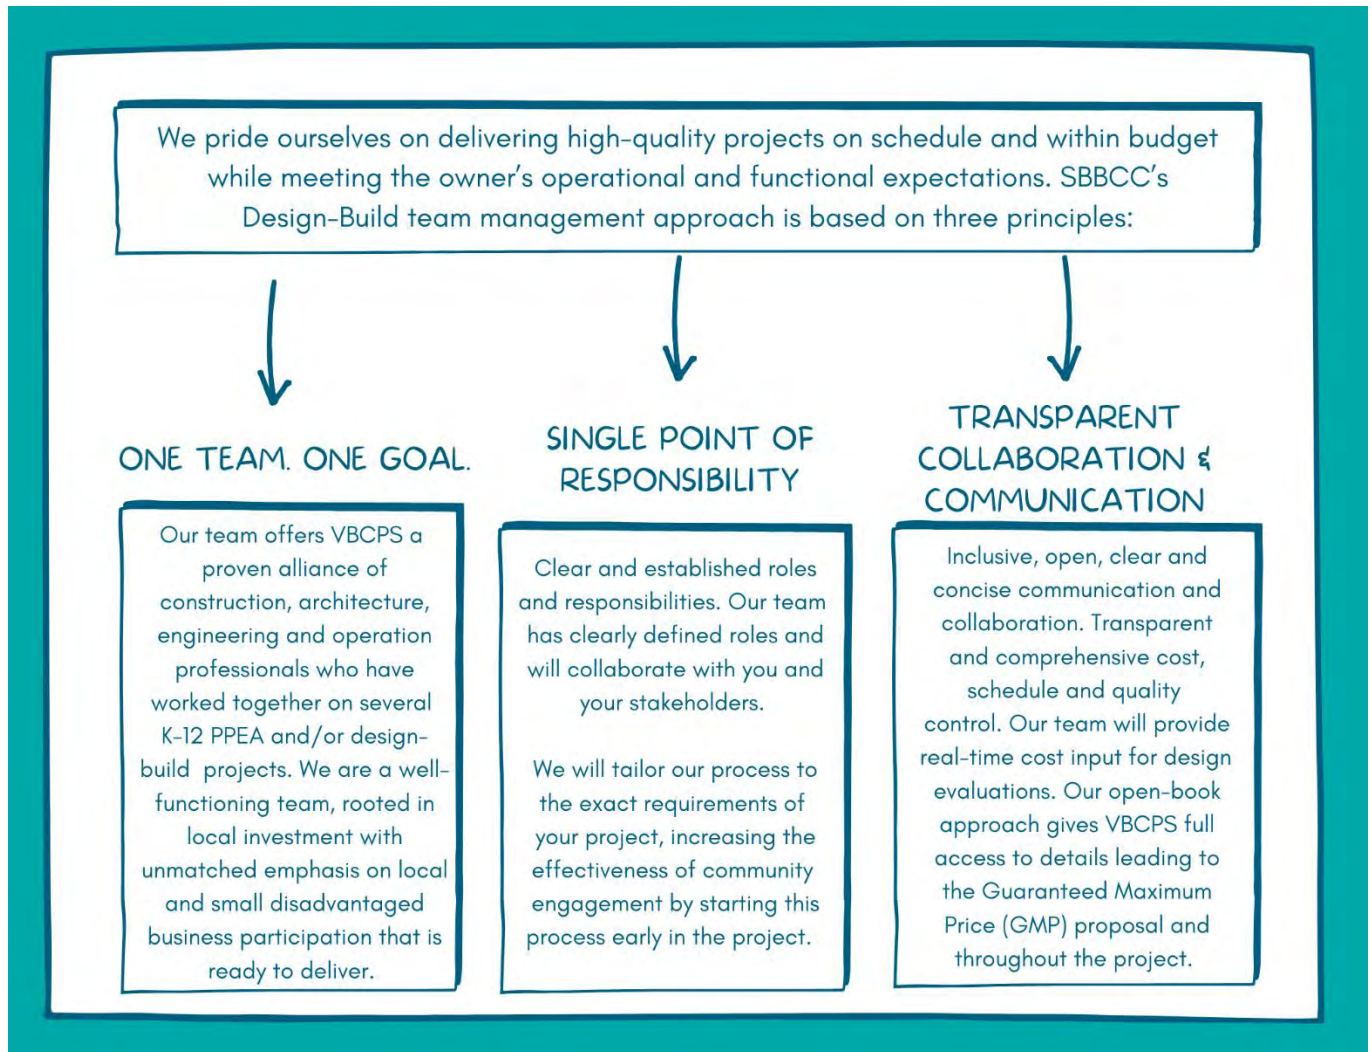 We pride ourselves on delivering high-quality projects on schedule and within budget
while meeting the owner's operational and functional expectations. SBBCC's
Design-Build team management approach is based on three principles:
ONE TEAM. ONE GOAL.
Our team offers VBCPS a
proven alliance of
construction, architecture,
engineering and operation
professionals who have
worked together on several
K-12 PPEA and/or design-
build projects. We are a well-
functioning team, rooted in
local investment with
unmatched emphasis on local
and small disadvantaged
business participation that is
ready to deliver.
SINGLE POINT OF
RESPONSIBILITY
Clear and established roles
and responsibilities. Our team
has clearly defined roles and
will collaborate with you and
your stakeholders.
We will tailor our process to
the exact requirements of
your project, increasing the
effectiveness of community
engagement by starting this
process early in the project.
TRANSPARENT
COLLABORATION &
COMMUNICATION
Inclusive, open, clear and
concise communication and
collaboration. Transparent
and comprehensive cost,
schedule and quality
control. Our team will provide
real-time cost input for design
evaluations. Our open-book
approach gives VBCPS full
access to details leading to
the Guaranteed Maximum
Price (GMP) proposal and
throughout the project.